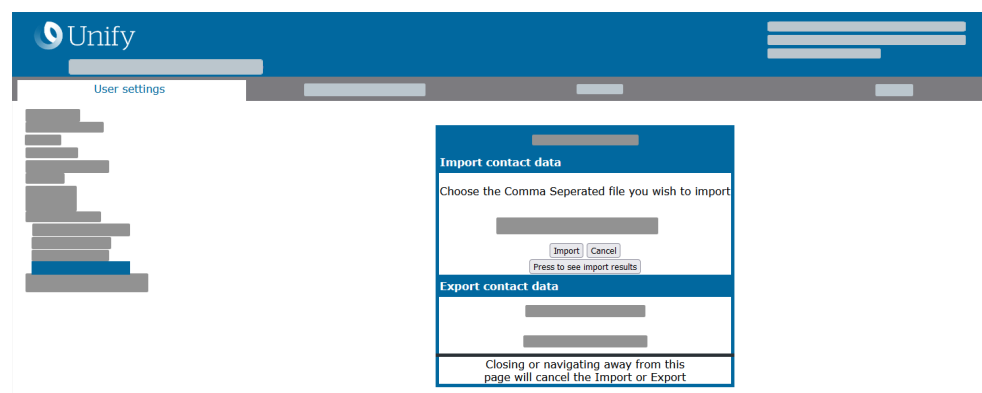 Unify
User settings
Import contact data
Choose the Comma Seperated file you wish to import
Import Cancel
Press to see import results
Export contact data
Closing or navigating away from this
page will cancel the Import or Export